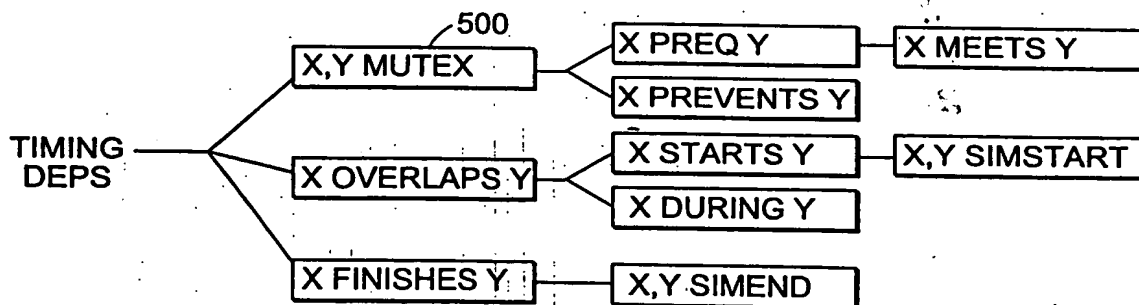 500
X,Y MUTEX
X PREQ Y
X MEETS Y
X PREVENTS Y
TIMING
DEPS
X OVERLAPS Y
X STARTS Y
X,Y SIMSTART
X DURING Y
X FINISHES Y
X,Y SIMEND